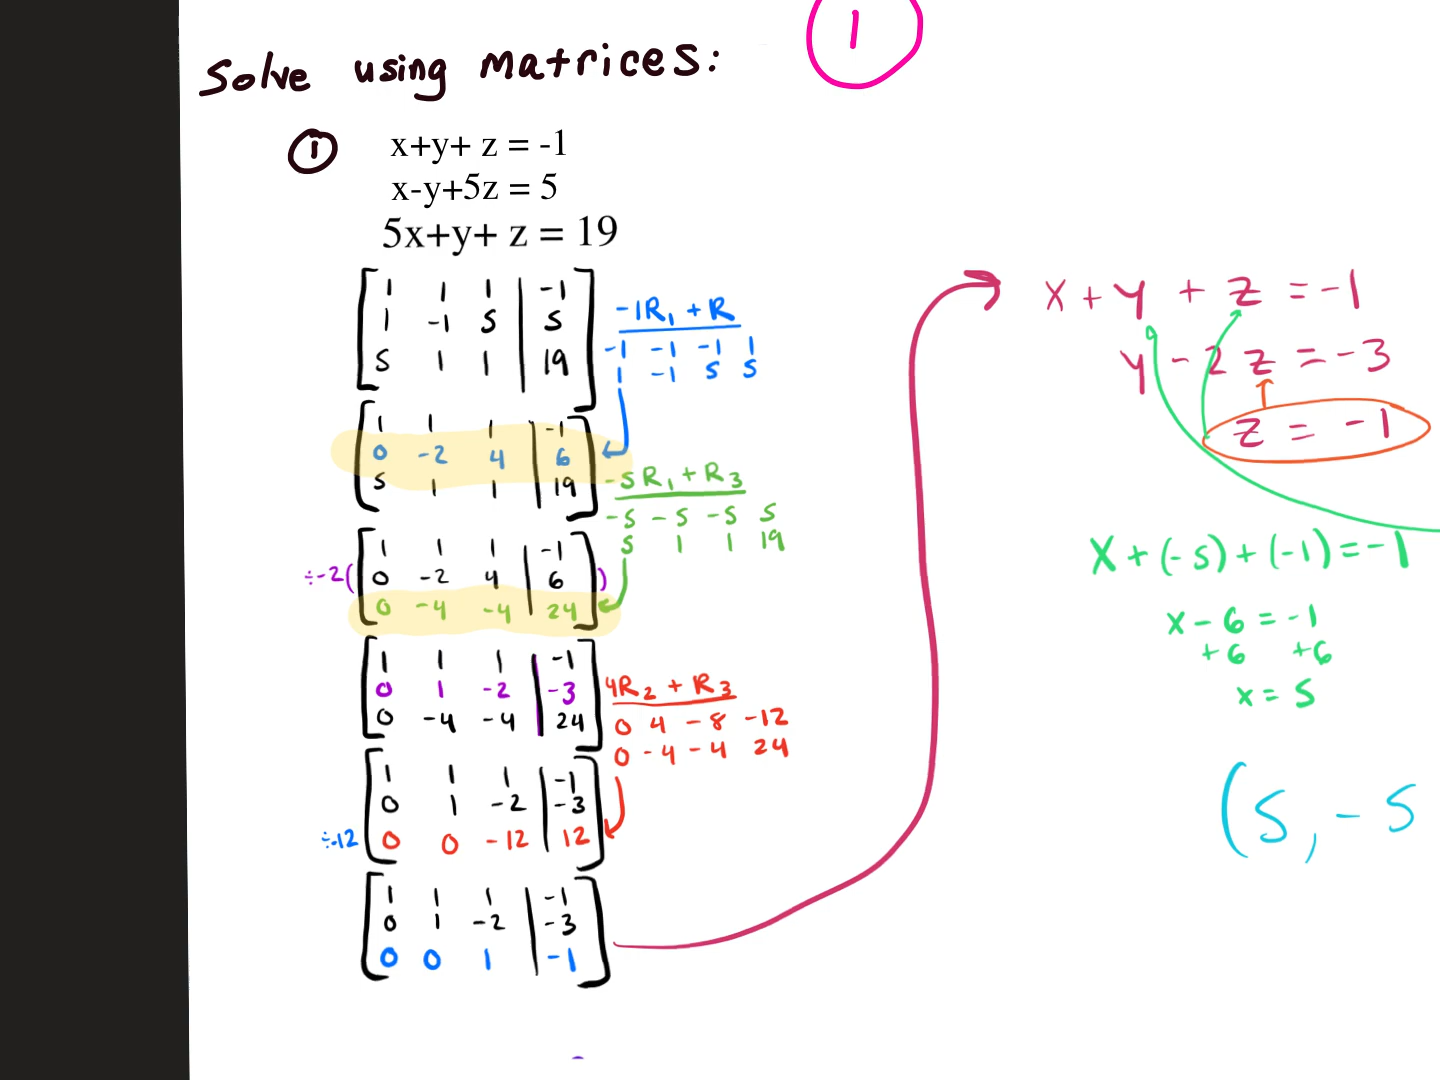 1
Solve using Matrices:
1
x+y+ z = -1
x-y+5z = 5
5x+y+ z = 19
1 1 1 | -1
1 -1 5 | 5
5 1 1 | 19
-1R₁ + R
-1 -1 -1 1
1 -1 5 5
1 1 1 | -1
0 -2 4 | 6
5 1 1 | 19
-5R₁ + R₃
-5 -5 -5 5
5 1 1 19
1 1 1 | -1
÷-2( 0 -2 4 | 6 )
0 -4 -4 | 24
1 1 1 | -1
0 1 -2 | -3
0 -4 -4 | 24
4R₂ + R₃
0 4 -8 -12
0 -4 -4 24
1 1 1 | -1
0 1 -2 | -3
÷-12 0 0 -12 | 12
1 1 1 | -1
0 1 -2 | -3
0 0 1 | -1
x + y + z = -1
y - 2z = -3
z = -1
x + (-5) + (-1) = -1
x - 6 = -1
+6 +6
x = 5
(5, -5